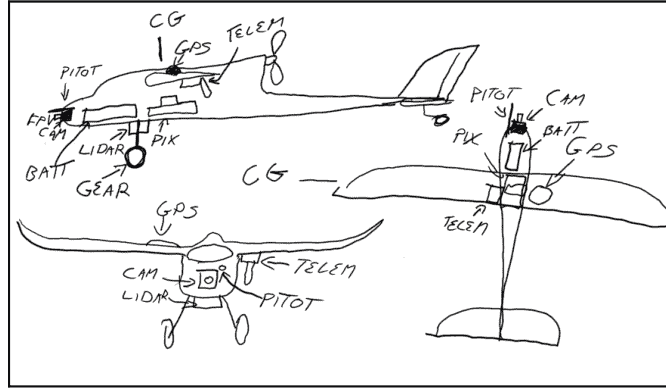 CG
GPS
TELEM
PITOT
FPV
CAM
BATT
LIDAR
PIX
GEAR
PITOT
CAM
PIX
BATT
GPS
CG
TELEM
GPS
CAM
LIDAR
TELEM
PITOT